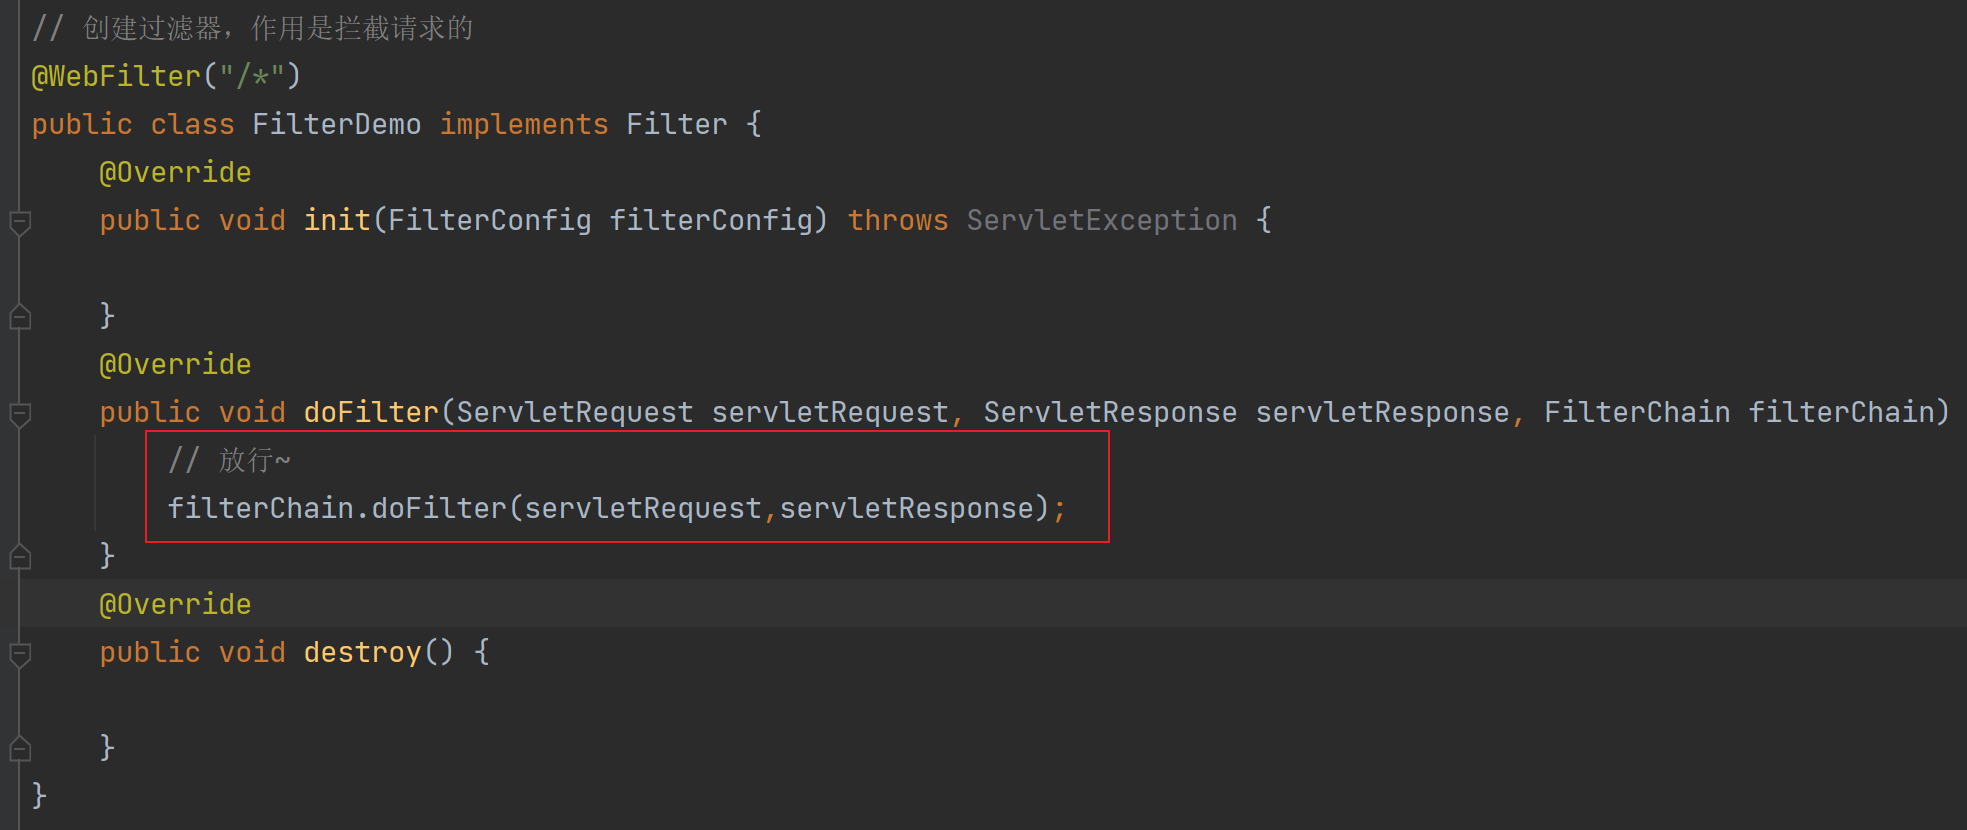 // 创建过滤器，作用是拦截请求的
@WebFilter("/*")
public class FilterDemo implements Filter {
@Override
public void init(FilterConfig filterConfig) throws ServletException {
}
@Override
public void doFilter(ServletRequest servletRequest, ServletResponse servletResponse, FilterChain filterChain)
// 放行~
filterChain.doFilter(servletRequest,servletResponse);
}
@Override
public void destroy() {
}
}